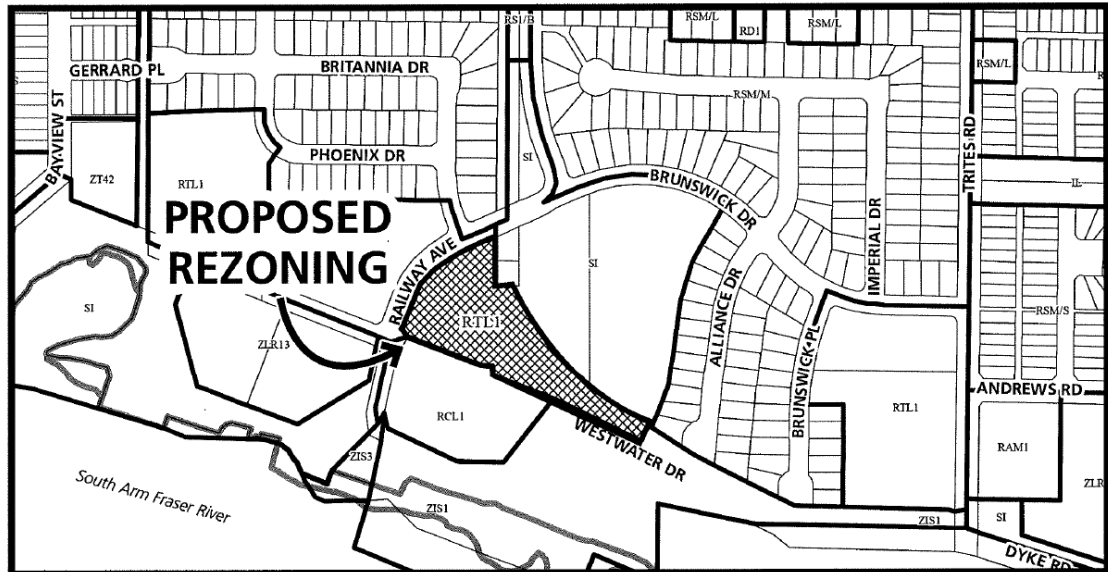 RS1/B
RSM/L
RD1
RSM/L
RSM/L
GERRARD PL
BRITANNIA DR
RSM/M
BAYVIEW ST
PHOENIX DR
SI
TRITES RD
ZT42
RTL1
BRUNSWICK DR
IL
PROPOSED
REZONING
RAILWAY AVE
SI
IMPERIAL DR
SI
RTL1
ALLIANCE DR
RSM/S
ZLR13
BRUNSWICK PL
RTL1
ANDREWS RD
RCL1
WESTWATER DR
RAM1
ZIS3
ZLR
South Arm Fraser River
ZIS1
ZIS1
SI
DYKE RD